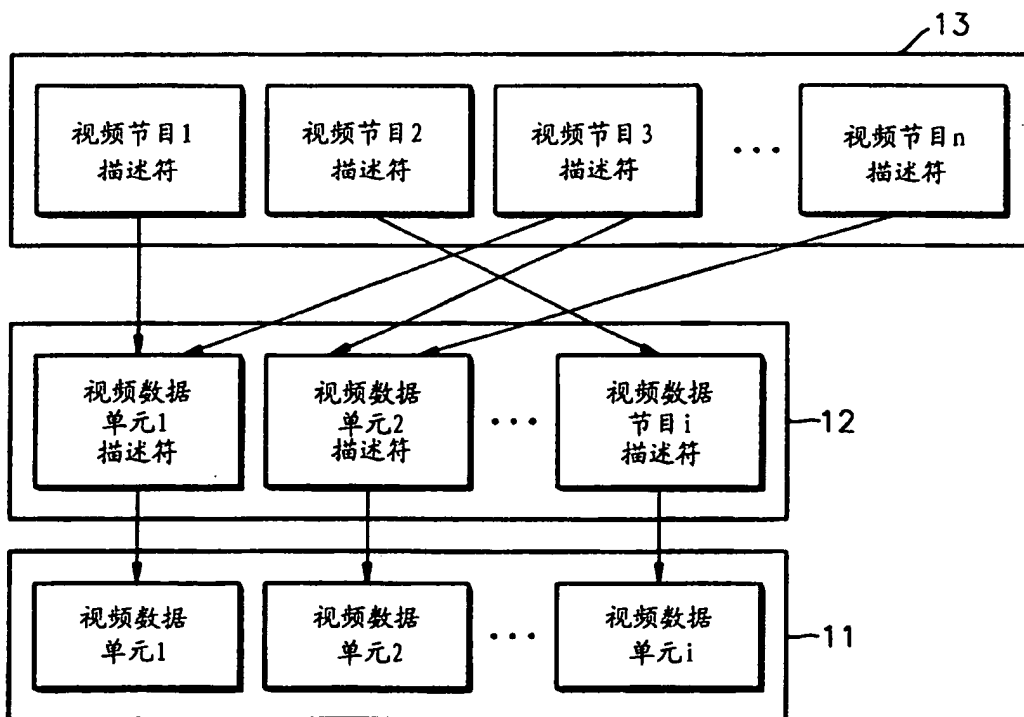 13
视频节目1
描述符
视频节目2
描述符
视频节目3
描述符
...
视频节目n
描述符
视频数据
单元1
描述符
视频数据
单元2
描述符
...
视频数据
节目i
描述符
12
视频数据
单元1
视频数据
单元2
...
视频数据
单元i
11